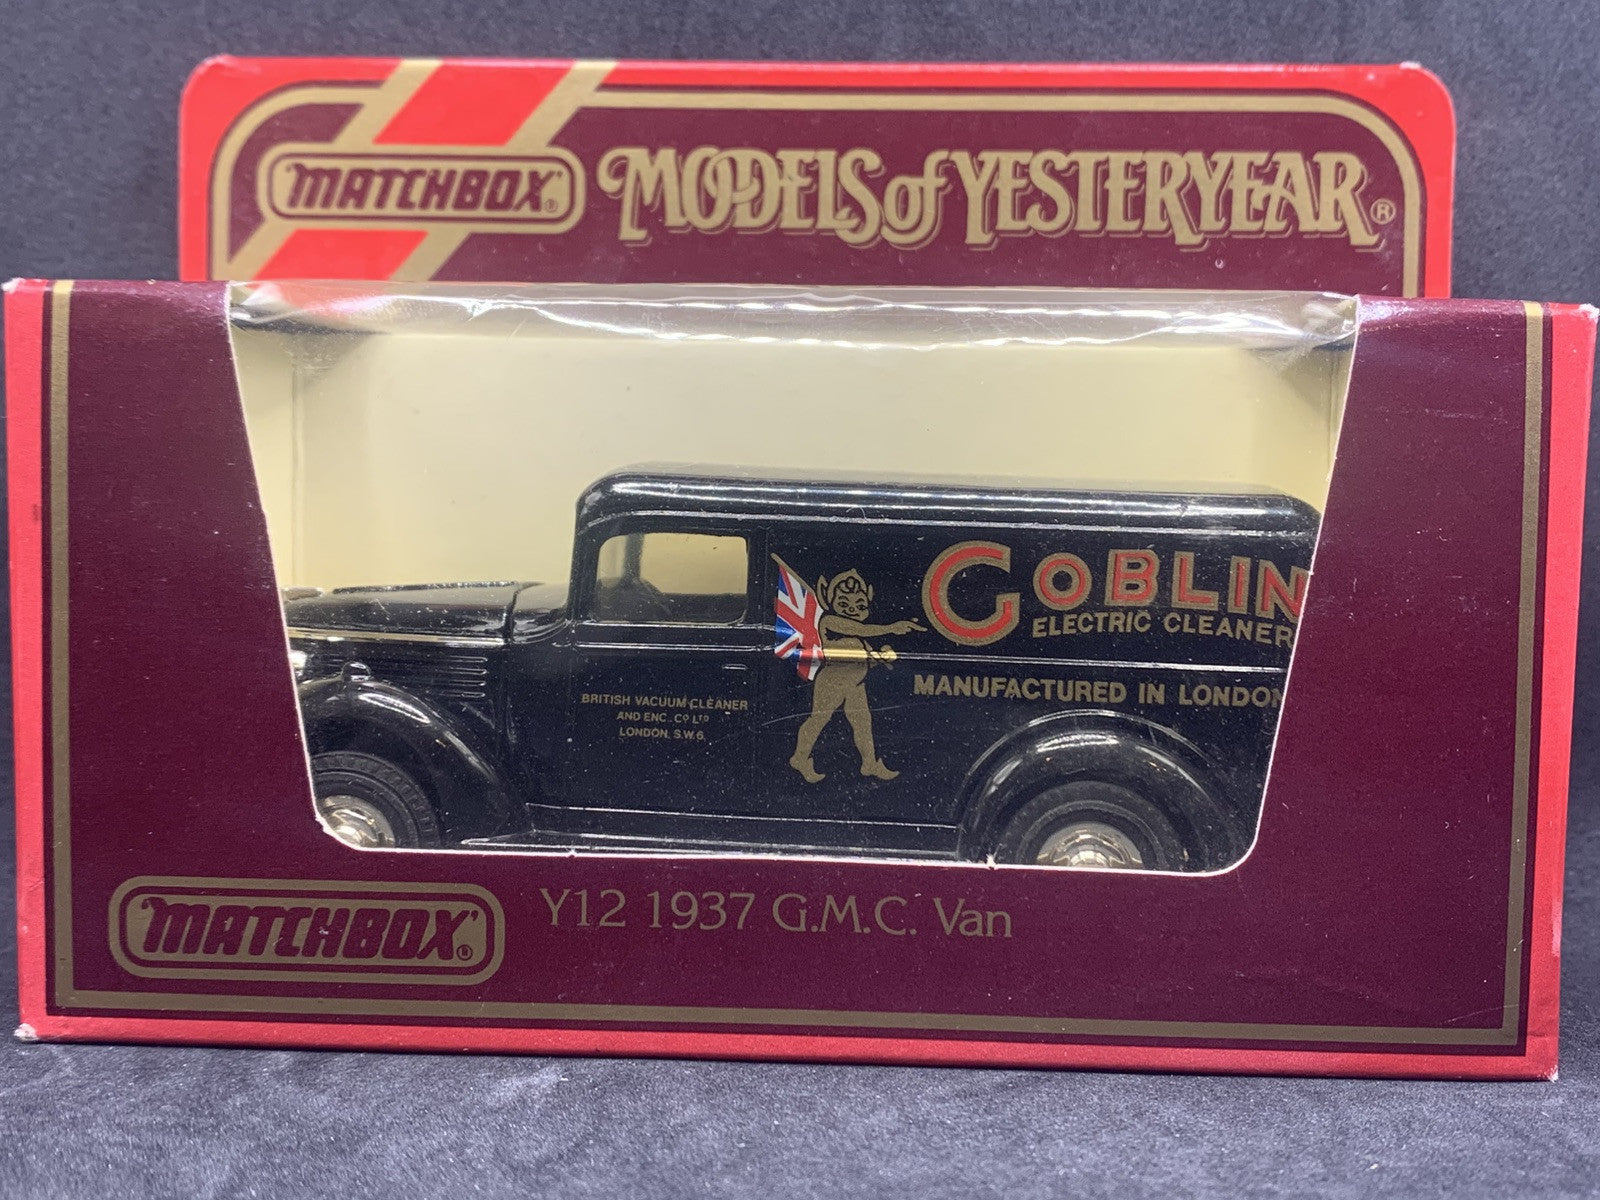 MATCHBOX®
MODELS of YESTERYEAR®
GOBLIN
ELECTRIC CLEANER
MANUFACTURED IN LONDON
BRITISH VACUUM CLEANER
AND ENG. Cº Lᵀᴰ
LONDON. S.W.6.
MATCHBOX®
Y12 1937 G.M.C. Van